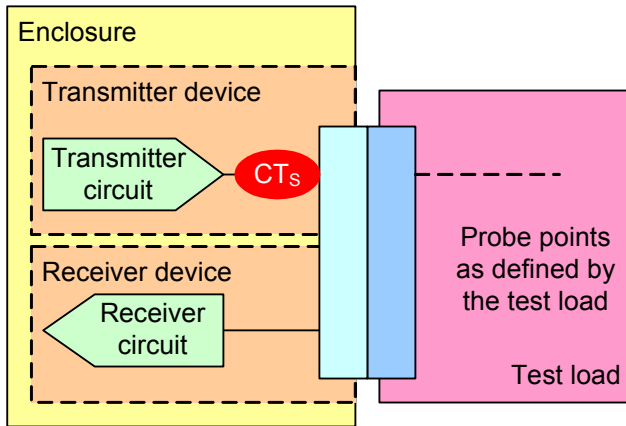 Enclosure
Transmitter device
Transmitter
circuit
CTS
Receiver device
Receiver
circuit
Probe points
as defined by
the test load
Test load